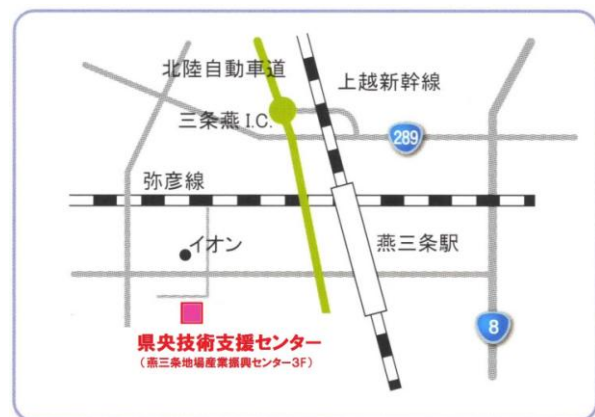 北陸自動車道
上越新幹線
三条燕I.C.
289
弥彦線
イオン
燕三条駅
8
県央技術支援センター
(燕三条地場産業振興センター3F)